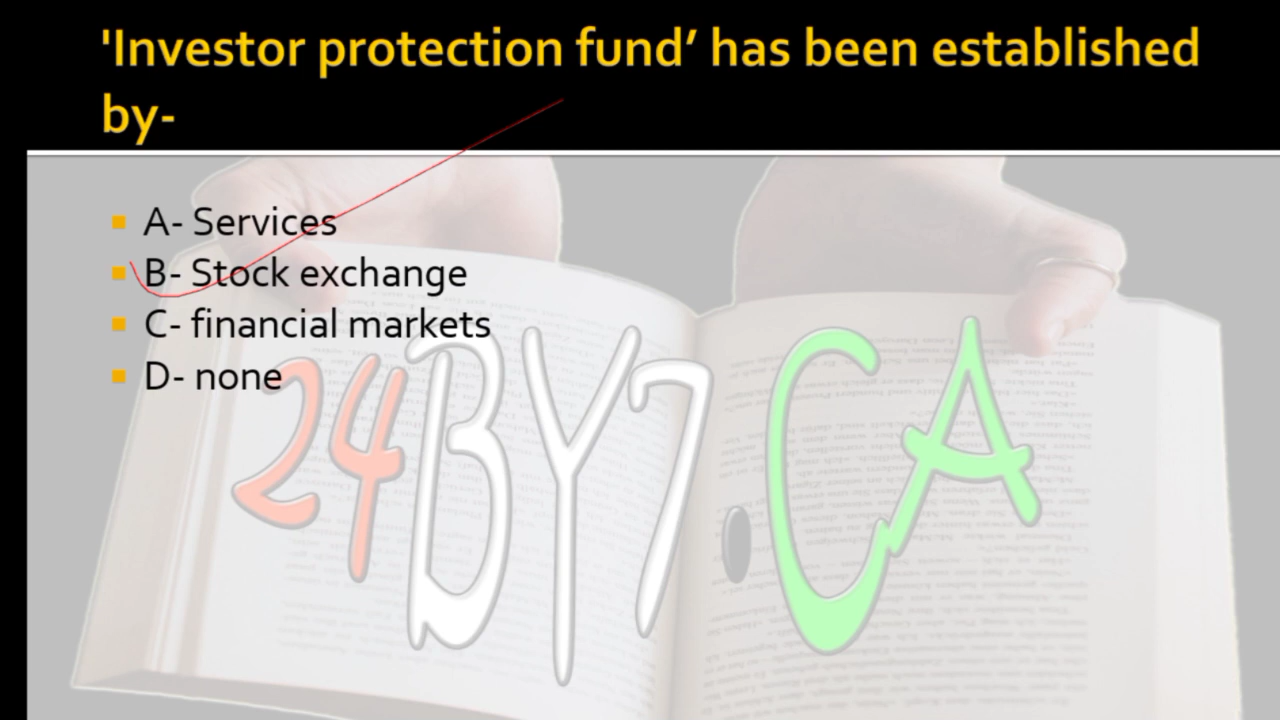 'Investor protection fund’ has been established
by-
A- Services
B- Stock exchange
C- financial markets
D- none
24BY7.CA